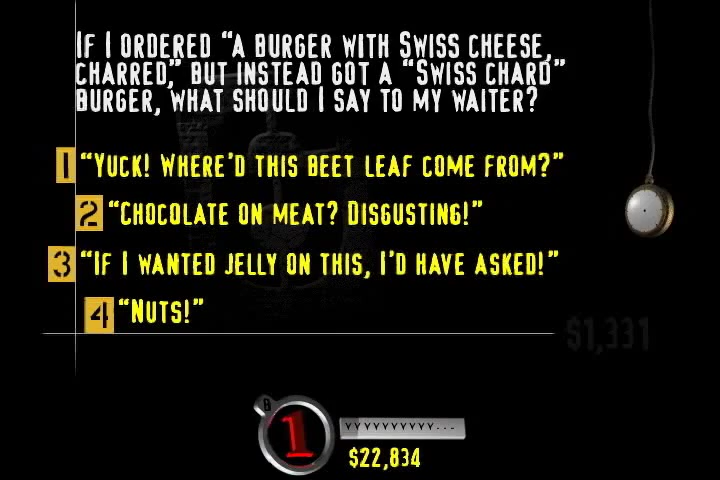 If I ordered “a burger with Swiss cheese,
charred,” but instead got a “Swiss chard”
burger, what should I say to my waiter?
1 “Yuck! Where’d this beet leaf come from?”
2 “Chocolate on meat? Disgusting!”
3 “If I wanted jelly on this, I’d have asked!”
4 “Nuts!”
$1,331
1 YYYYYYYYYY...
$22,834